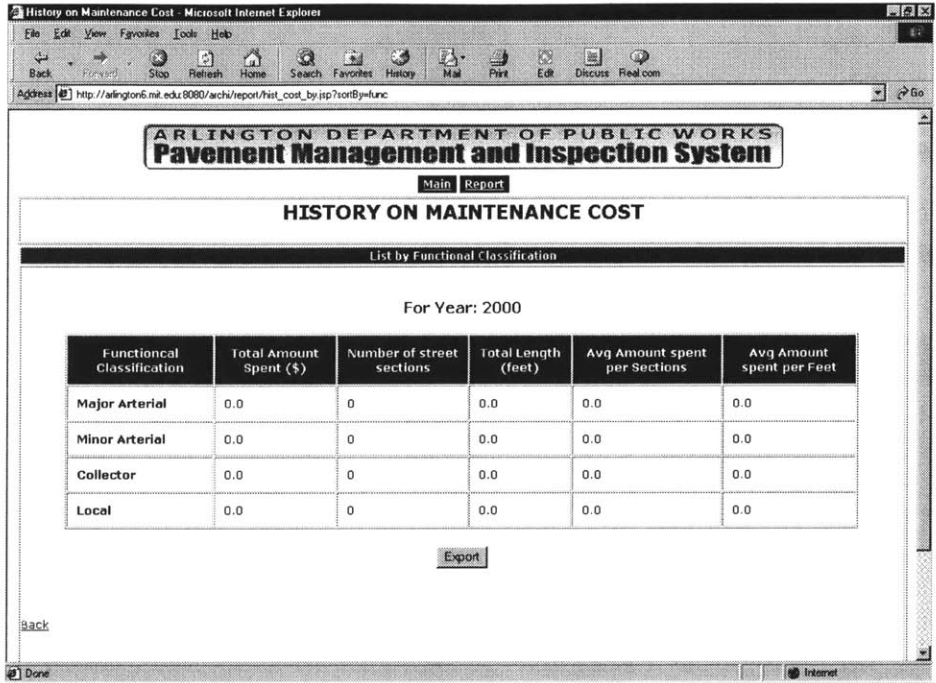 History on Maintenance Cost - Microsoft Internet Explorer
File Edit View Favorites Tools Help
Back Forward Stop Refresh Home Search Favorites History Mail Print Edit Discuss Real.com
Address http://arlington6.mit.edu:8080/archi/report/hist_cost_by.jsp?sortBy=func Go
ARLINGTON DEPARTMENT OF PUBLIC WORKS
Pavement Management and Inspection System
Main Report
HISTORY ON MAINTENANCE COST
List by Functional Classification
For Year: 2000
Functioncal Classification Total Amount Spent ($) Number of street sections Total Length (feet) Avg Amount spent per Sections Avg Amount spent per Feet
Major Arterial 0.0 0 0.0 0.0 0.0
Minor Arterial 0.0 0 0.0 0.0 0.0
Collector 0.0 0 0.0 0.0 0.0
Local 0.0 0 0.0 0.0 0.0
Export
Back
Done Internet